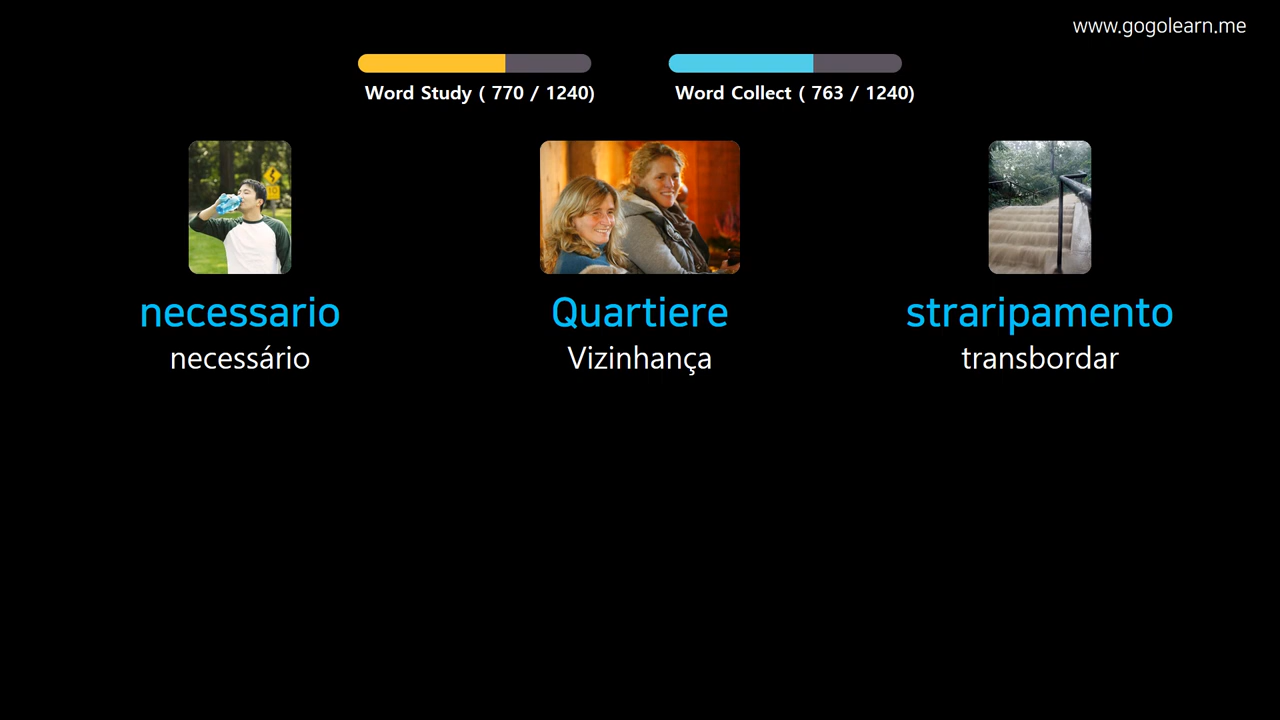 www.gogolearn.me
Word Study ( 770 / 1240)
Word Collect ( 763 / 1240)
necessario
Quartiere
straripamento
necessário
Vizinhança
transbordar